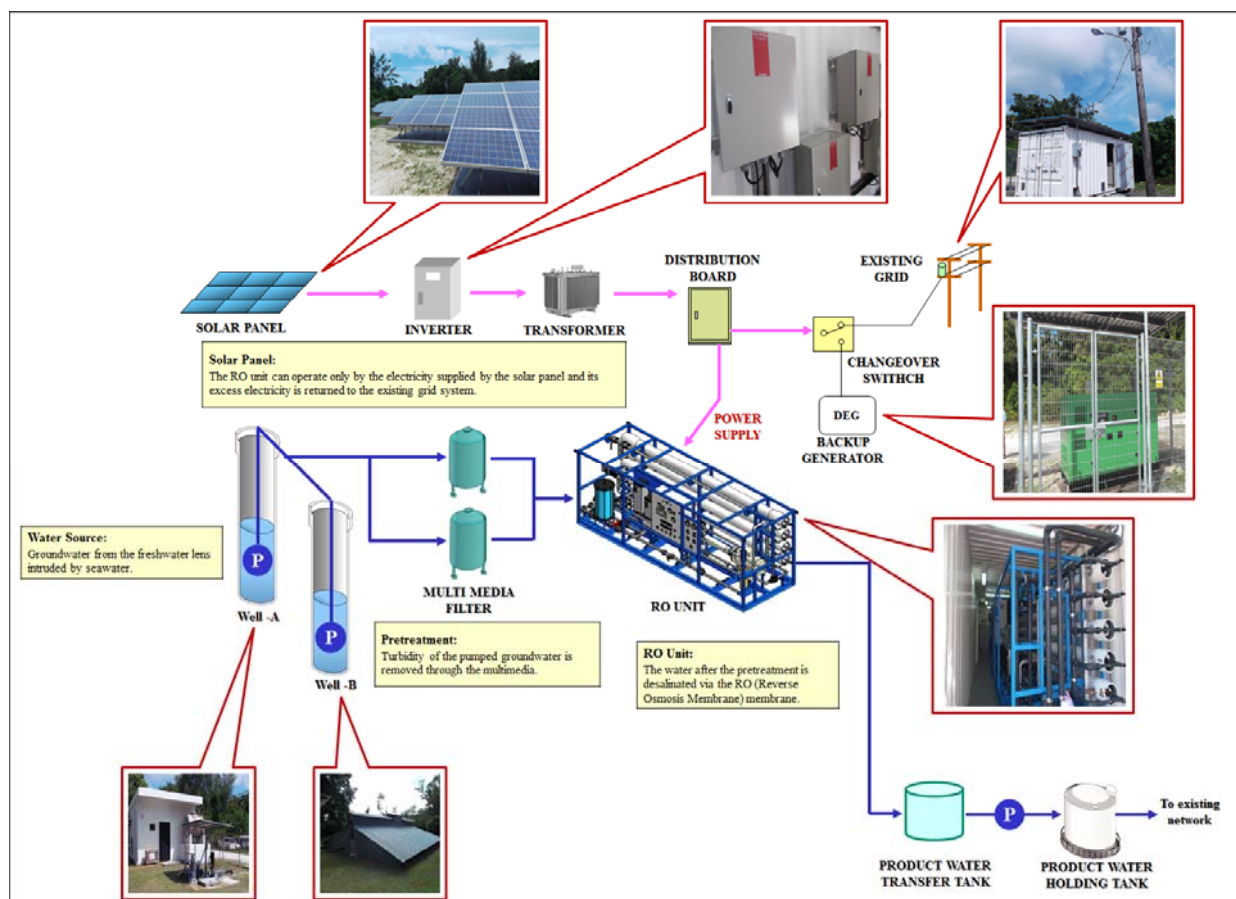 DISTRIBUTION
BOARD
EXISTING
GRID
SOLAR PANEL
INVERTER
TRANSFORMER
CHANGEOVER
SWITHCH
Solar Panel:
The RO unit can operate only by the electricity supplied by the solar panel and its
excess electricity is returned to the existing grid system.
POWER
SUPPLY
DEG
BACKUP
GENERATOR
Water Source:
Groundwater from the freshwater lens
intruded by seawater.
P
Well -A
P
Well -B
MULTI MEDIA
FILTER
Pretreatment:
Turbidity of the pumped groundwater is
removed through the multimedia.
RO UNIT
RO Unit:
The water after the pretreatment is
desalinated via the RO (Reverse
Osmosis Membrane) membrane.
P
To existing
network
PRODUCT WATER
TRANSFER TANK
PRODUCT WATER
HOLDING TANK